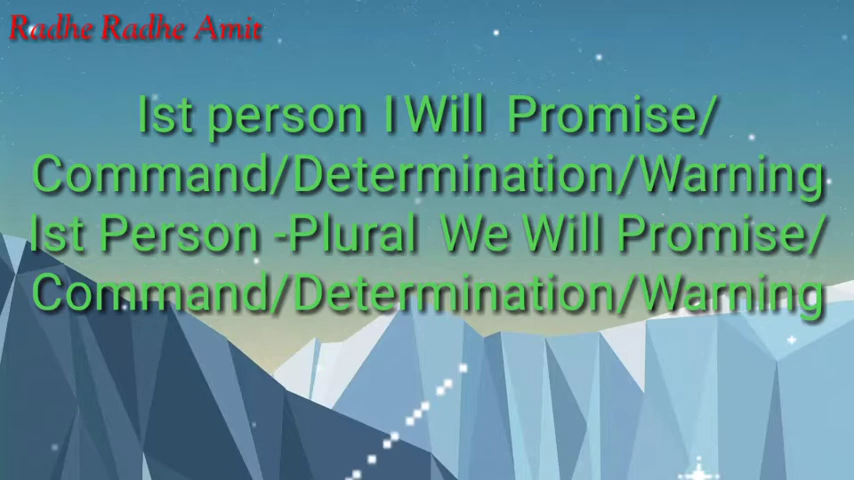 Radhe Radhe Amit
Ist person I Will Promise/
Command/Determination/Warning
Ist Person -Plural We Will Promise/
Command/Determination/Warning